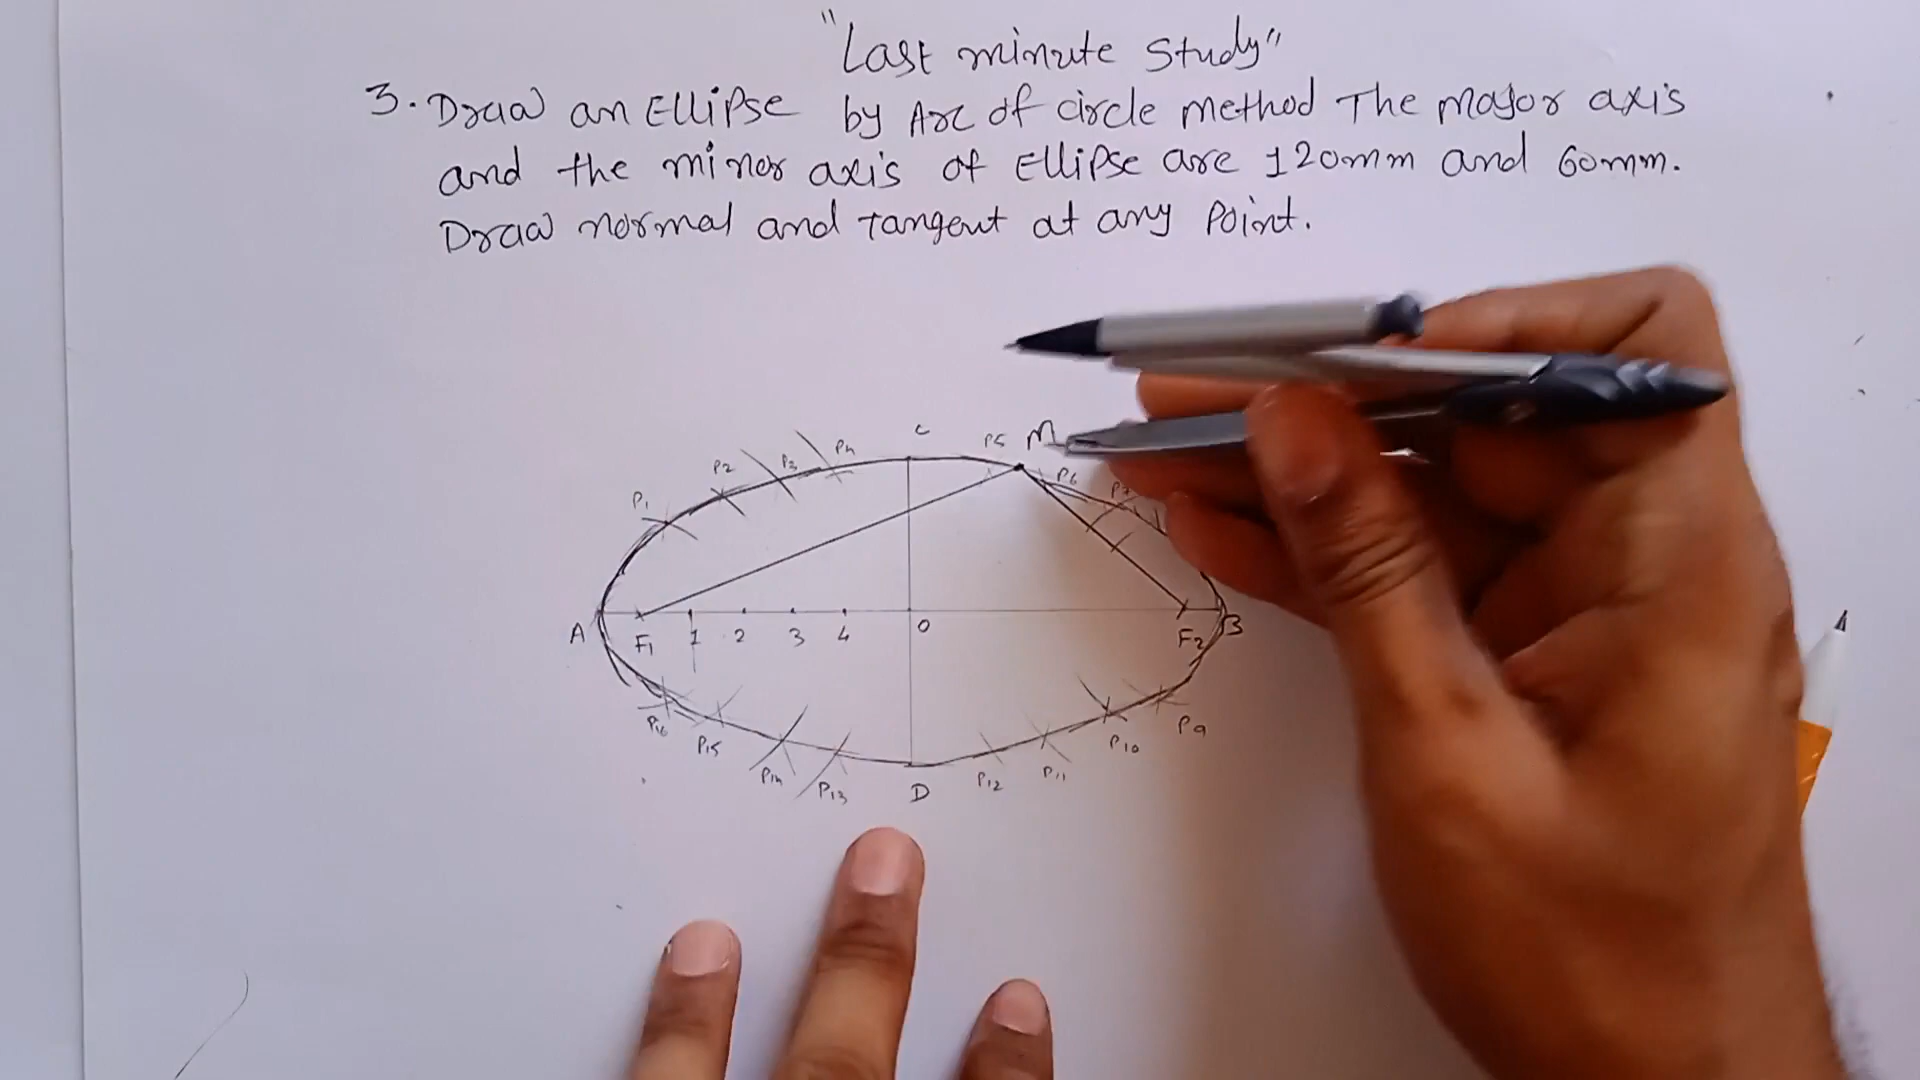 "Last minute Study"
3. Draw an Ellipse by Arc of circle method The major axis
and the minor axis of Ellipse are 120mm and 60mm.
Draw normal and Tangent at any Point.
C
P5 M
P1 P2 P3 P4 P6 P7
A F1 1 2 3 4 O F2 B
P16 P15 P14 P13 D P12 P11 P10 P9